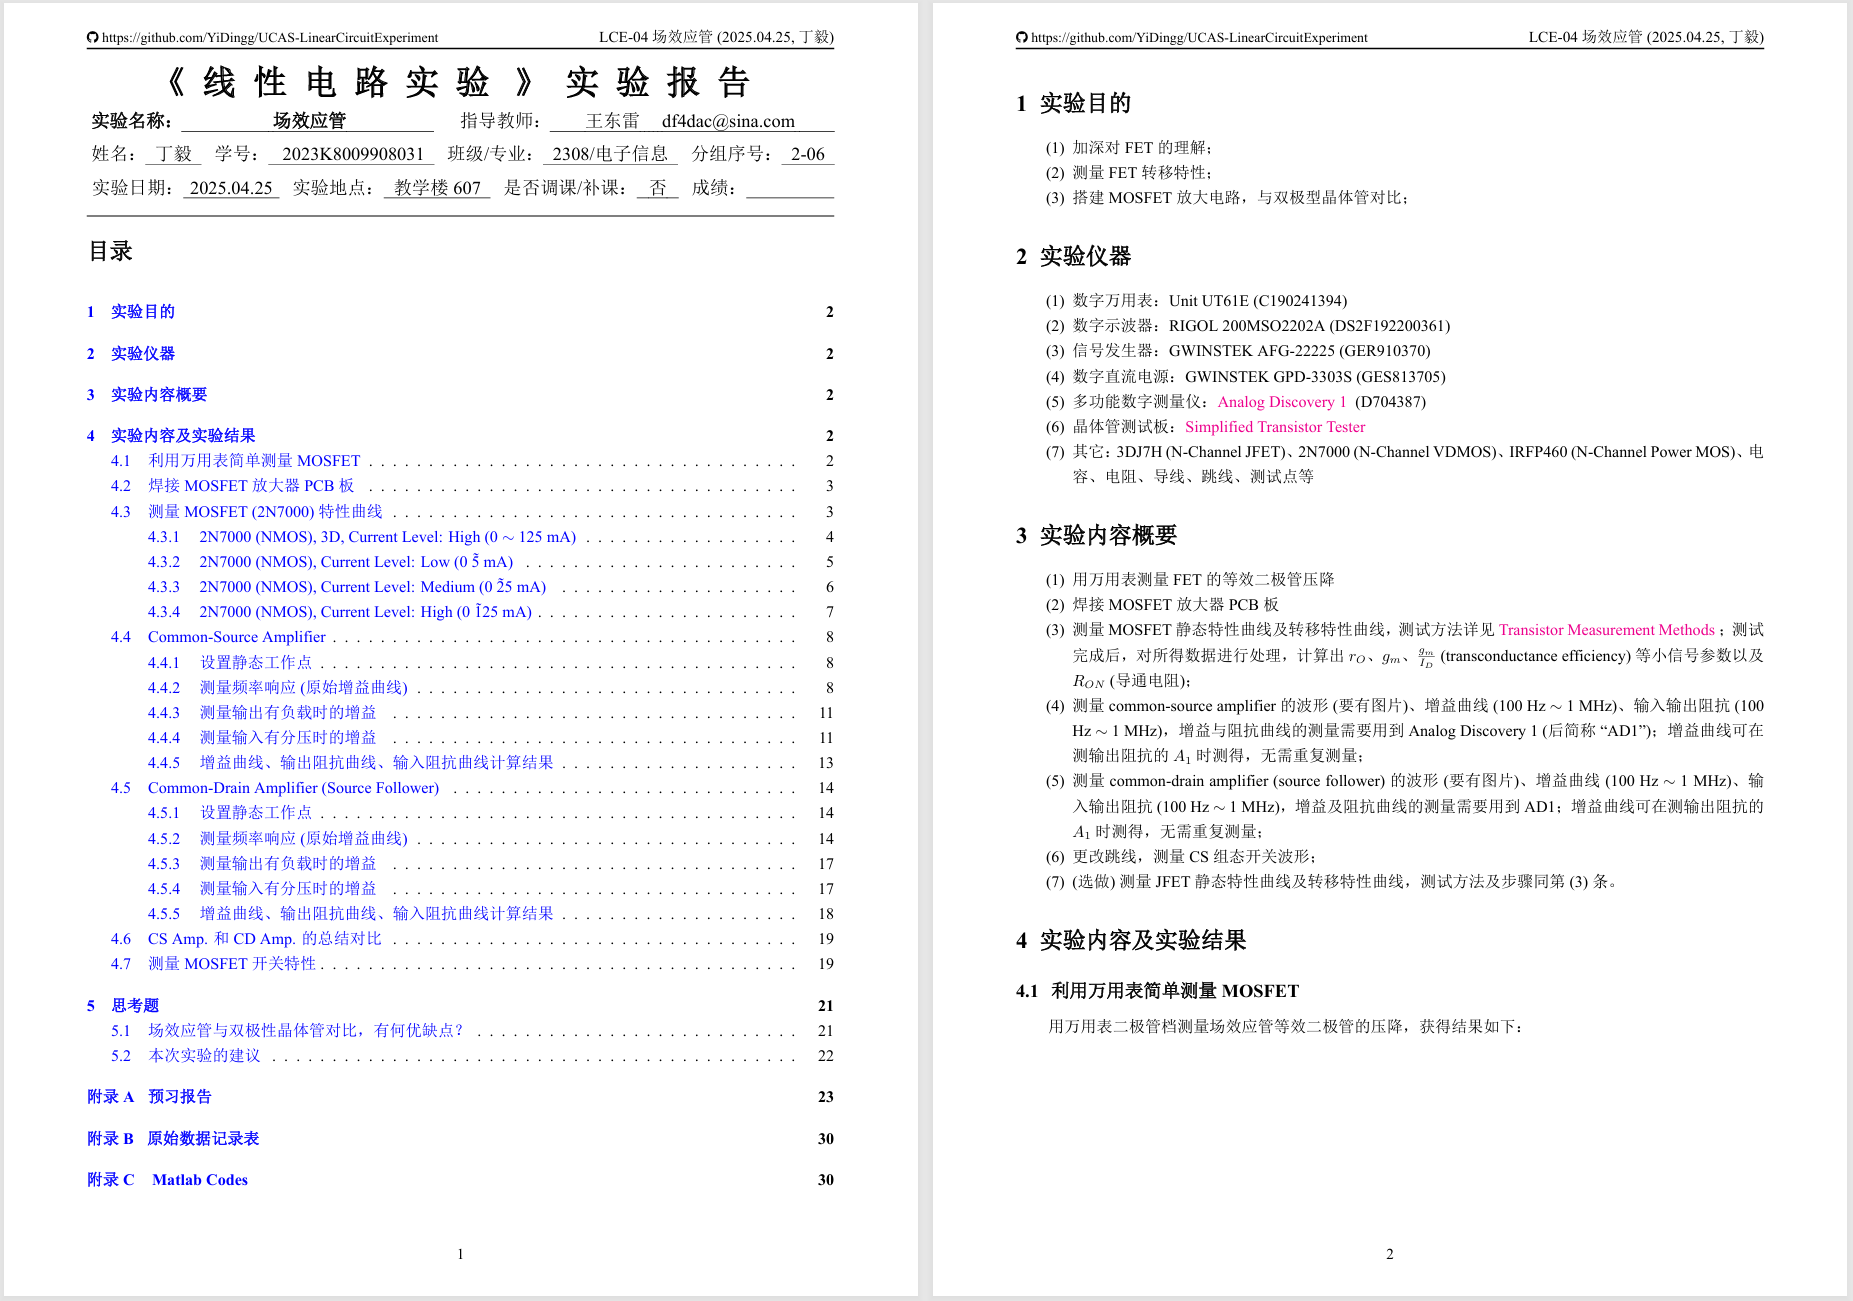 https://github.com/YiDingg/UCAS-LinearCircuitExperiment LCE-04 场效应管 (2025.04.25, 丁毅)
《线性电路实验》实验报告
实验名称： 场效应管 指导教师： 王东雷 df4dac@sina.com
姓名： 丁毅 学号： 2023K8009908031 班级/专业： 2308/电子信息 分组序号： 2-06
实验日期： 2025.04.25 实验地点： 教学楼 607 是否调课/补课： 否 成绩：
目录
1 实验目的 2
2 实验仪器 2
3 实验内容概要 2
4 实验内容及实验结果 2
4.1 利用万用表简单测量 MOSFET 2
4.2 焊接 MOSFET 放大器 PCB 板 3
4.3 测量 MOSFET (2N7000) 特性曲线 3
4.3.1 2N7000 (NMOS), 3D, Current Level: High (0 ∼ 125 mA) 4
4.3.2 2N7000 (NMOS), Current Level: Low (0 5̃ mA) 5
4.3.3 2N7000 (NMOS), Current Level: Medium (0 2̃5 mA) 6
4.3.4 2N7000 (NMOS), Current Level: High (0 1̃25 mA) 7
4.4 Common-Source Amplifier 8
4.4.1 设置静态工作点 8
4.4.2 测量频率响应 (原始增益曲线) 8
4.4.3 测量输出有负载时的增益 11
4.4.4 测量输入有分压时的增益 11
4.4.5 增益曲线、输出阻抗曲线、输入阻抗曲线计算结果 13
4.5 Common-Drain Amplifier (Source Follower) 14
4.5.1 设置静态工作点 14
4.5.2 测量频率响应 (原始增益曲线) 14
4.5.3 测量输出有负载时的增益 17
4.5.4 测量输入有分压时的增益 17
4.5.5 增益曲线、输出阻抗曲线、输入阻抗曲线计算结果 18
4.6 CS Amp. 和 CD Amp. 的总结对比 19
4.7 测量 MOSFET 开关特性 19
5 思考题 21
5.1 场效应管与双极性晶体管对比，有何优缺点？ 21
5.2 本次实验的建议 22
附录 A 预习报告 23
附录 B 原始数据记录表 30
附录 C Matlab Codes 30
1
https://github.com/YiDingg/UCAS-LinearCircuitExperiment LCE-04 场效应管 (2025.04.25, 丁毅)
1 实验目的
(1) 加深对 FET 的理解；
(2) 测量 FET 转移特性；
(3) 搭建 MOSFET 放大电路，与双极型晶体管对比；
2 实验仪器
(1) 数字万用表：Unit UT61E (C190241394)
(2) 数字示波器：RIGOL 200MSO2202A (DS2F192200361)
(3) 信号发生器：GWINSTEK AFG-22225 (GER910370)
(4) 数字直流电源：GWINSTEK GPD-3303S (GES813705)
(5) 多功能数字测量仪：Analog Discovery 1 (D704387)
(6) 晶体管测试板：Simplified Transistor Tester
(7) 其它：3DJ7H (N-Channel JFET)、2N7000 (N-Channel VDMOS)、IRFP460 (N-Channel Power MOS)、电
容、电阻、导线、跳线、测试点等
3 实验内容概要
(1) 用万用表测量 FET 的等效二极管压降
(2) 焊接 MOSFET 放大器 PCB 板
(3) 测量 MOSFET 静态特性曲线及转移特性曲线，测试方法详见 Transistor Measurement Methods；测试
完成后，对所得数据进行处理，计算出 r_O、g_m、g_m/I_D (transconductance efficiency) 等小信号参数以及
R_ON (导通电阻)；
(4) 测量 common-source amplifier 的波形 (要有图片)、增益曲线 (100 Hz ∼ 1 MHz)、输入输出阻抗 (100
Hz ∼ 1 MHz)，增益与阻抗曲线的测量需要用到 Analog Discovery 1 (后简称 “AD1”)；增益曲线可在
测输出阻抗的 A_1 时测得，无需重复测量；
(5) 测量 common-drain amplifier (source follower) 的波形 (要有图片)、增益曲线 (100 Hz ∼ 1 MHz)、输
入输出阻抗 (100 Hz ∼ 1 MHz)，增益及阻抗曲线的测量需要用到 AD1；增益曲线可在测输出阻抗的
A_1 时测得，无需重复测量；
(6) 更改跳线，测量 CS 组态开关波形；
(7) (选做) 测量 JFET 静态特性曲线及转移特性曲线，测试方法及步骤同第 (3) 条。
4 实验内容及实验结果
4.1 利用万用表简单测量 MOSFET
用万用表二极管档测量场效应管等效二极管的压降，获得结果如下：
2